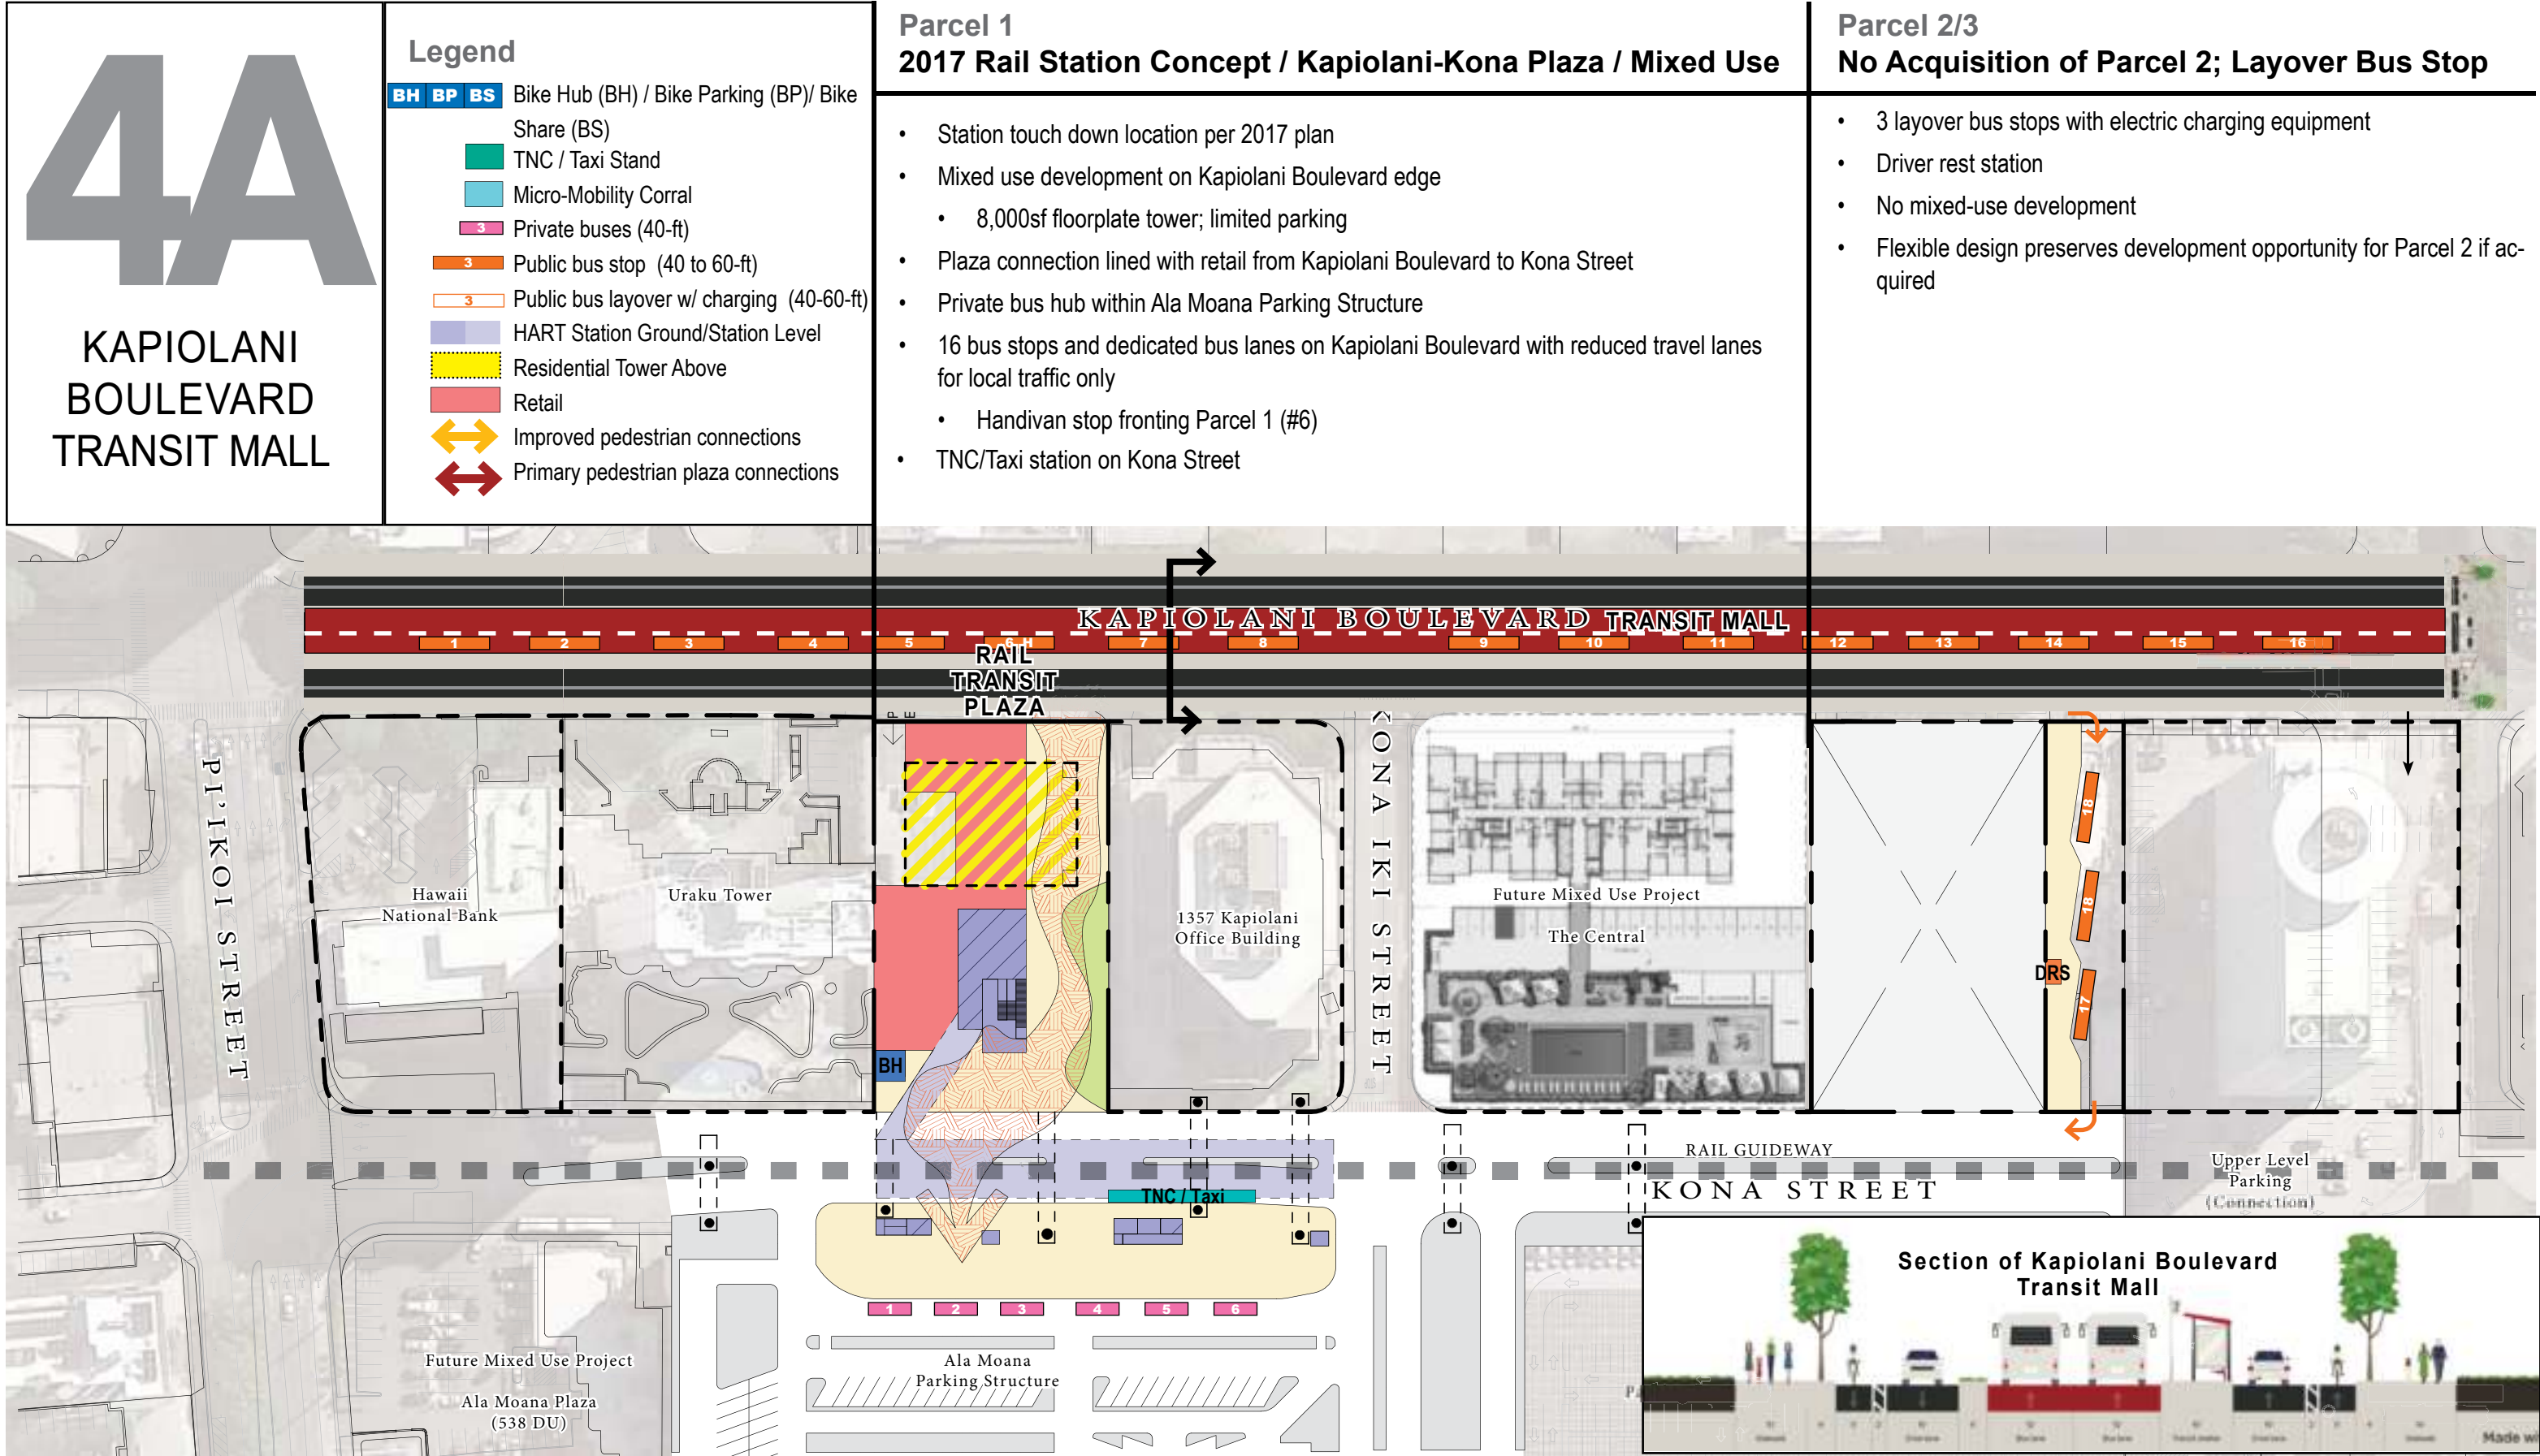 4A
KAPIOLANI
BOULEVARD
TRANSIT MALL
Legend
BH BP BS Bike Hub (BH) / Bike Parking (BP)/ Bike
Share (BS)
TNC / Taxi Stand
Micro-Mobility Corral
3 Private buses (40-ft)
3 Public bus stop (40 to 60-ft)
3 Public bus layover w/ charging (40-60-ft)
HART Station Ground/Station Level
Residential Tower Above
Retail
Improved pedestrian connections
Primary pedestrian plaza connections
Parcel 1
2017 Rail Station Concept / Kapiolani-Kona Plaza / Mixed Use
• Station touch down location per 2017 plan
• Mixed use development on Kapiolani Boulevard edge
• 8,000sf floorplate tower; limited parking
• Plaza connection lined with retail from Kapiolani Boulevard to Kona Street
• Private bus hub within Ala Moana Parking Structure
• 16 bus stops and dedicated bus lanes on Kapiolani Boulevard with reduced travel lanes
for local traffic only
• Handivan stop fronting Parcel 1 (#6)
• TNC/Taxi station on Kona Street
Parcel 2/3
No Acquisition of Parcel 2; Layover Bus Stop
• 3 layover bus stops with electric charging equipment
• Driver rest station
• No mixed-use development
• Flexible design preserves development opportunity for Parcel 2 if ac-
quired
KAPIOLANI BOULEVARD TRANSIT MALL
1 2 3 4 5 6 H 7 8 9 10 11 12 13 14 15 16
RAIL
TRANSIT
PLAZA
P
E
PI'IKOI STREET
Hawaii
National Bank
Uraku Tower
BH
1357 Kapiolani
Office Building
KONA IKI STREET
Future Mixed Use Project
The Central
18
18
DRS
17
RAIL GUIDEWAY
KONA STREET
Upper Level
Parking
(Connection)
TNC / Taxi
1 2 3 4 5 6
Future Mixed Use Project
Ala Moana Plaza
(538 DU)
Ala Moana
Parking Structure
Section of Kapiolani Boulevard
Transit Mall